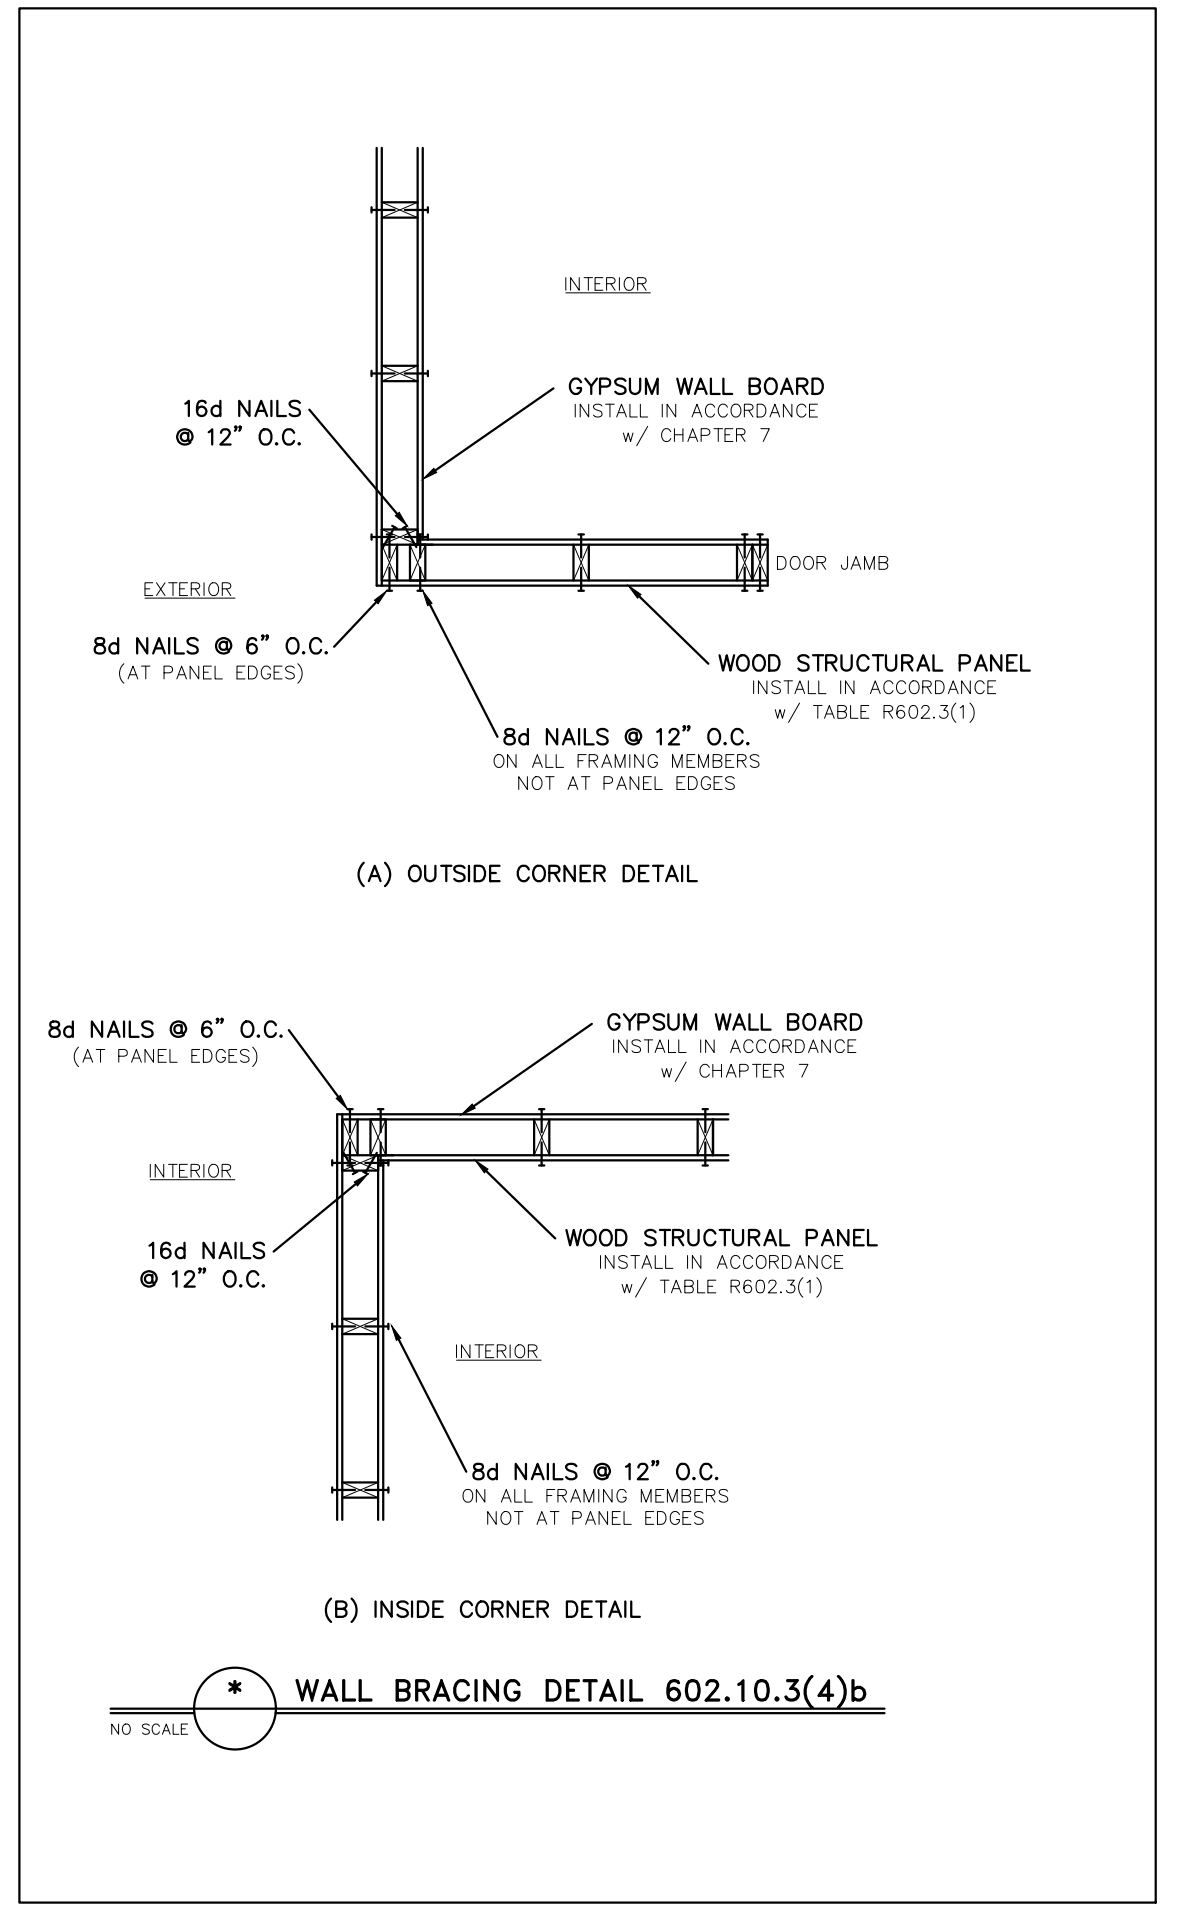 INTERIOR
GYPSUM WALL BOARD
INSTALL IN ACCORDANCE
w/ CHAPTER 7
16d NAILS
@ 12” O.C.
DOOR JAMB
EXTERIOR
8d NAILS @ 6” O.C.
(AT PANEL EDGES)
WOOD STRUCTURAL PANEL
INSTALL IN ACCORDANCE
w/ TABLE R602.3(1)
8d NAILS @ 12” O.C.
ON ALL FRAMING MEMBERS
NOT AT PANEL EDGES
(A) OUTSIDE CORNER DETAIL
8d NAILS @ 6” O.C.
(AT PANEL EDGES)
GYPSUM WALL BOARD
INSTALL IN ACCORDANCE
w/ CHAPTER 7
INTERIOR
16d NAILS
@ 12” O.C.
WOOD STRUCTURAL PANEL
INSTALL IN ACCORDANCE
w/ TABLE R602.3(1)
INTERIOR
8d NAILS @ 12” O.C.
ON ALL FRAMING MEMBERS
NOT AT PANEL EDGES
(B) INSIDE CORNER DETAIL
* WALL BRACING DETAIL 602.10.3(4)b
NO SCALE